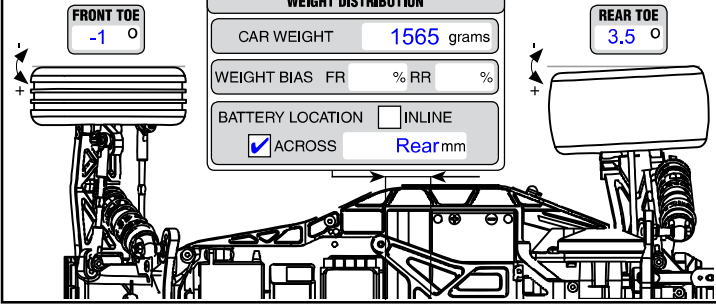 WEIGHT DISTRIBUTION
FRONT TOE
-1 °
-
+
CAR WEIGHT 1565 grams
WEIGHT BIAS FR % RR %
BATTERY LOCATION INLINE
✔ ACROSS Rear mm
REAR TOE
3.5 °
-
+